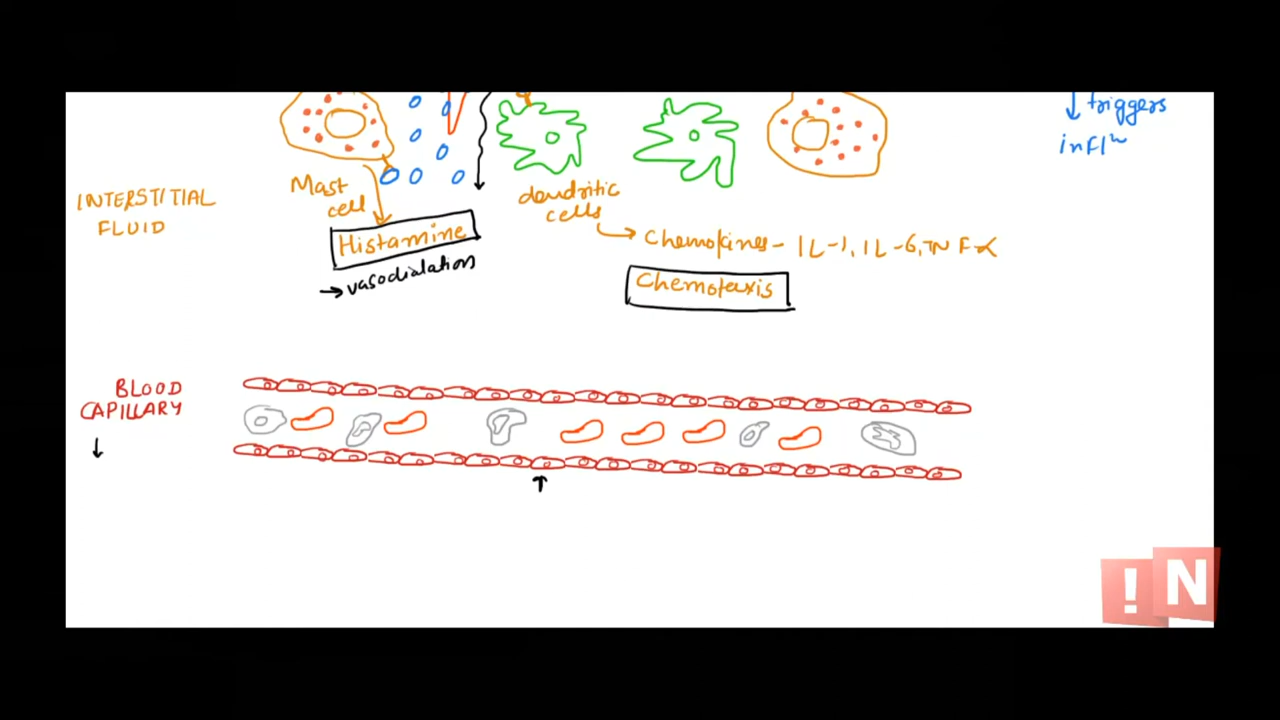 triggers
infl^n
INTERSTITIAL
FLUID
Mast
cell
Histamine
→ vasodialation
dendritic
cells
Chemokines - IL-1, IL-6, TNF-α
Chemotaxis
BLOOD
CAPILLARY
!N